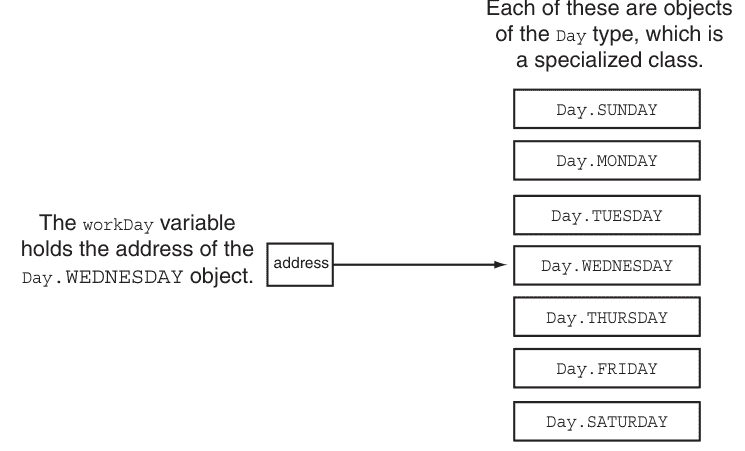 Each of these are objects
of the Day type, which is
a specialized class.
Day.SUNDAY
Day.MONDAY
Day.TUESDAY
The workDay variable
holds the address of the
Day.WEDNESDAY object.
address
Day.WEDNESDAY
Day.THURSDAY
Day.FRIDAY
Day.SATURDAY